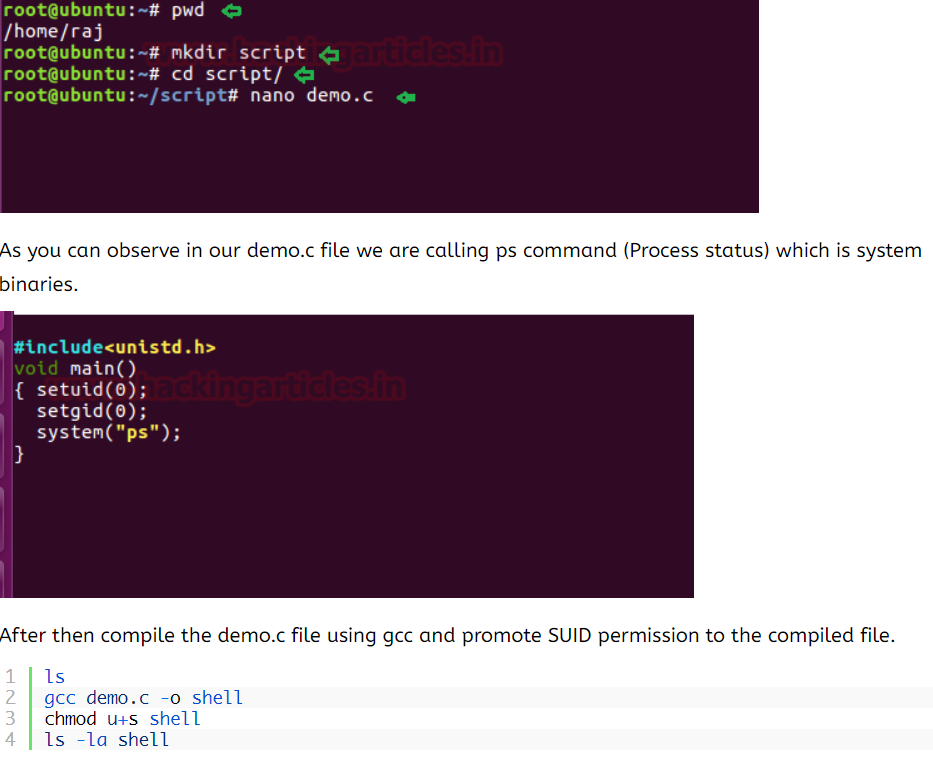 root@ubuntu:~# pwd
/home/raj
root@ubuntu:~# mkdir script
root@ubuntu:~# cd script/
root@ubuntu:~/script# nano demo.c
hackingarticles.in
As you can observe in our demo.c file we are calling ps command (Process status) which is system
binaries.
#include<unistd.h>
void main()
{ setuid(0);
  setgid(0);
  system("ps");
}
hackingarticles.in
After then compile the demo.c file using gcc and promote SUID permission to the compiled file.
1 ls
2 gcc demo.c -o shell
3 chmod u+s shell
4 ls -la shell